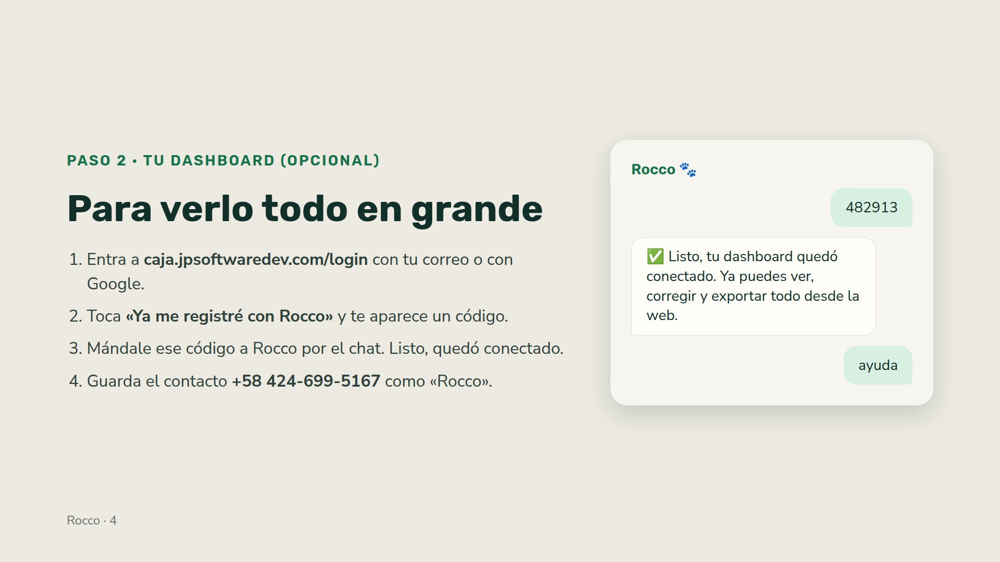 PASO 2 • TU DASHBOARD (OPCIONAL)
Para verlo todo en grande
1. Entra a caja.jpsoftwaredev.com/login con tu correo o con
Google.
2. Toca «Ya me registré con Rocco» y te aparece un código.
3. Mándale ese código a Rocco por el chat. Listo, quedó conectado.
4. Guarda el contacto +58 424-699-5167 como «Rocco».
Rocco 🐾
482913
✅ Listo, tu dashboard quedó
conectado. Ya puedes ver,
corregir y exportar todo desde la
web.
ayuda
Rocco · 4